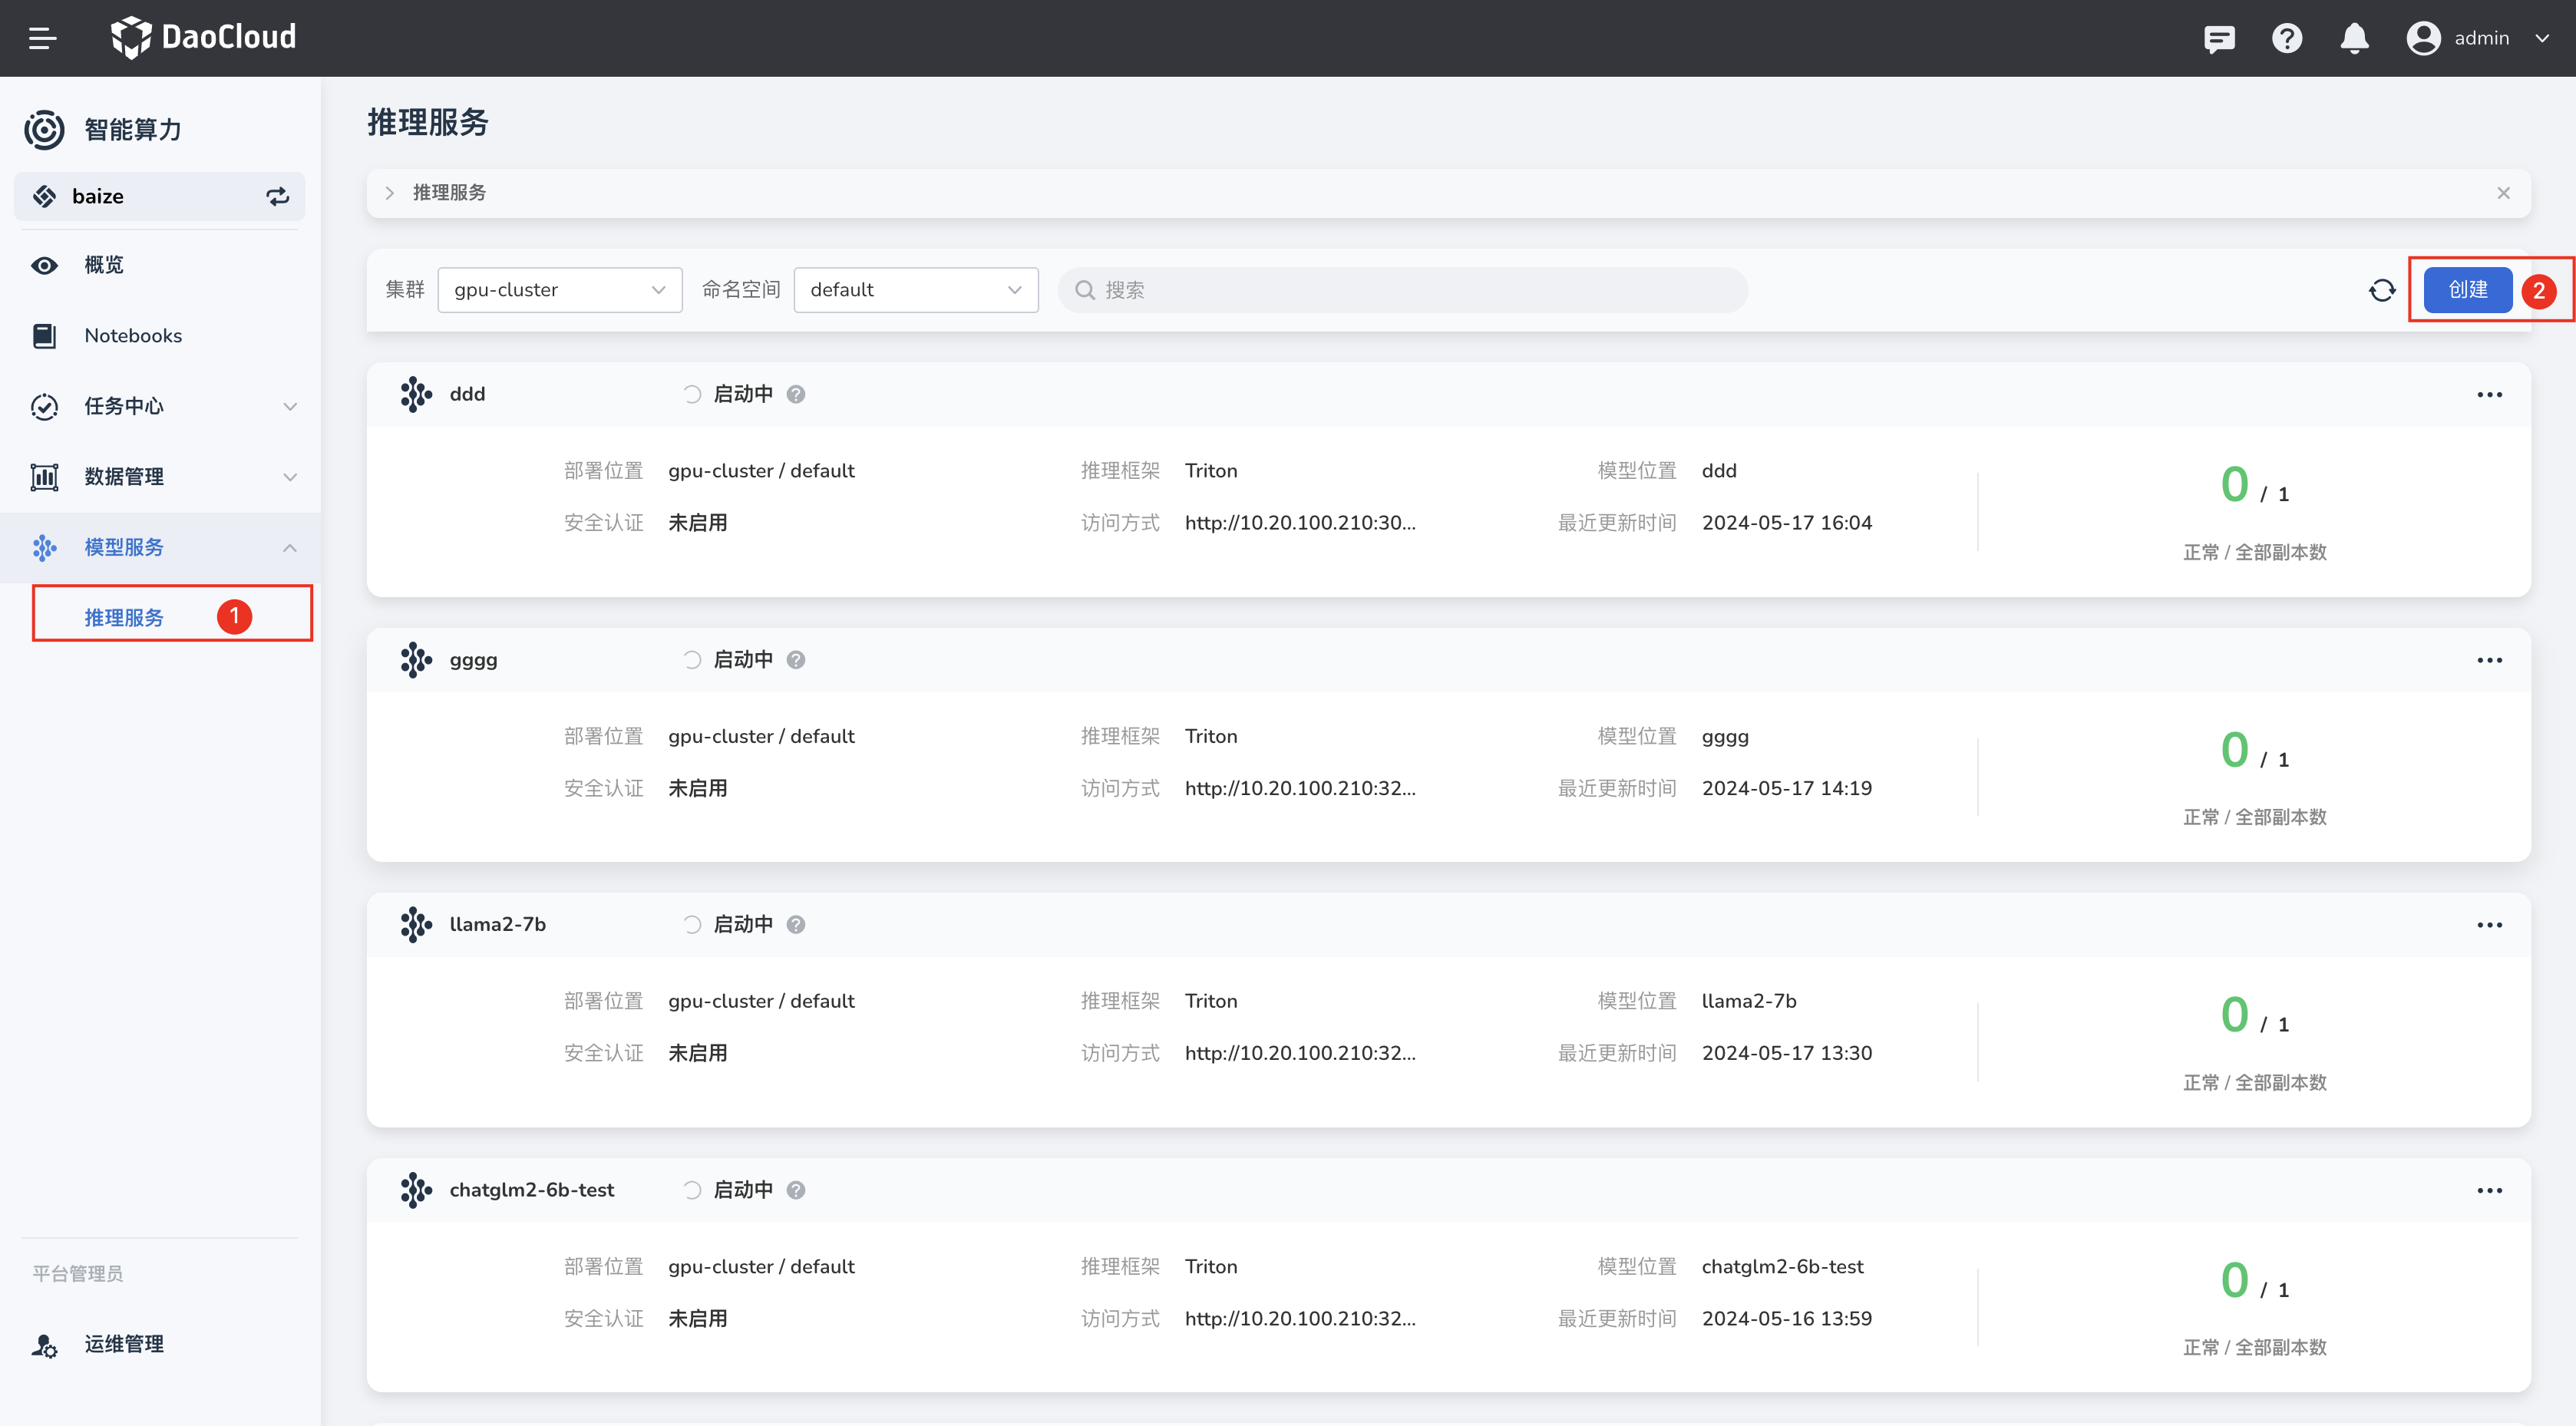 DaoCloud
admin
智能算力
baize
概览
Notebooks
任务中心
数据管理
模型服务
推理服务 1
平台管理员
运维管理
推理服务
推理服务
集群 gpu-cluster 命名空间 default 搜索 创建 2
ddd 启动中
部署位置 gpu-cluster / default 推理框架 Triton 模型位置 ddd
安全认证 未启用 访问方式 http://10.20.100.210:30... 最近更新时间 2024-05-17 16:04
0 / 1
正常 / 全部副本数
gggg 启动中
部署位置 gpu-cluster / default 推理框架 Triton 模型位置 gggg
安全认证 未启用 访问方式 http://10.20.100.210:32... 最近更新时间 2024-05-17 14:19
0 / 1
正常 / 全部副本数
llama2-7b 启动中
部署位置 gpu-cluster / default 推理框架 Triton 模型位置 llama2-7b
安全认证 未启用 访问方式 http://10.20.100.210:32... 最近更新时间 2024-05-17 13:30
0 / 1
正常 / 全部副本数
chatglm2-6b-test 启动中
部署位置 gpu-cluster / default 推理框架 Triton 模型位置 chatglm2-6b-test
安全认证 未启用 访问方式 http://10.20.100.210:32... 最近更新时间 2024-05-16 13:59
0 / 1
正常 / 全部副本数